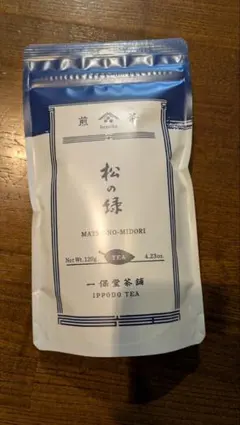 煎 茶
松の緑
MATSU-NO-MIDORI
Net Wt. 120g TEA 4.23oz.
一保堂茶舗
IPPODO TEA